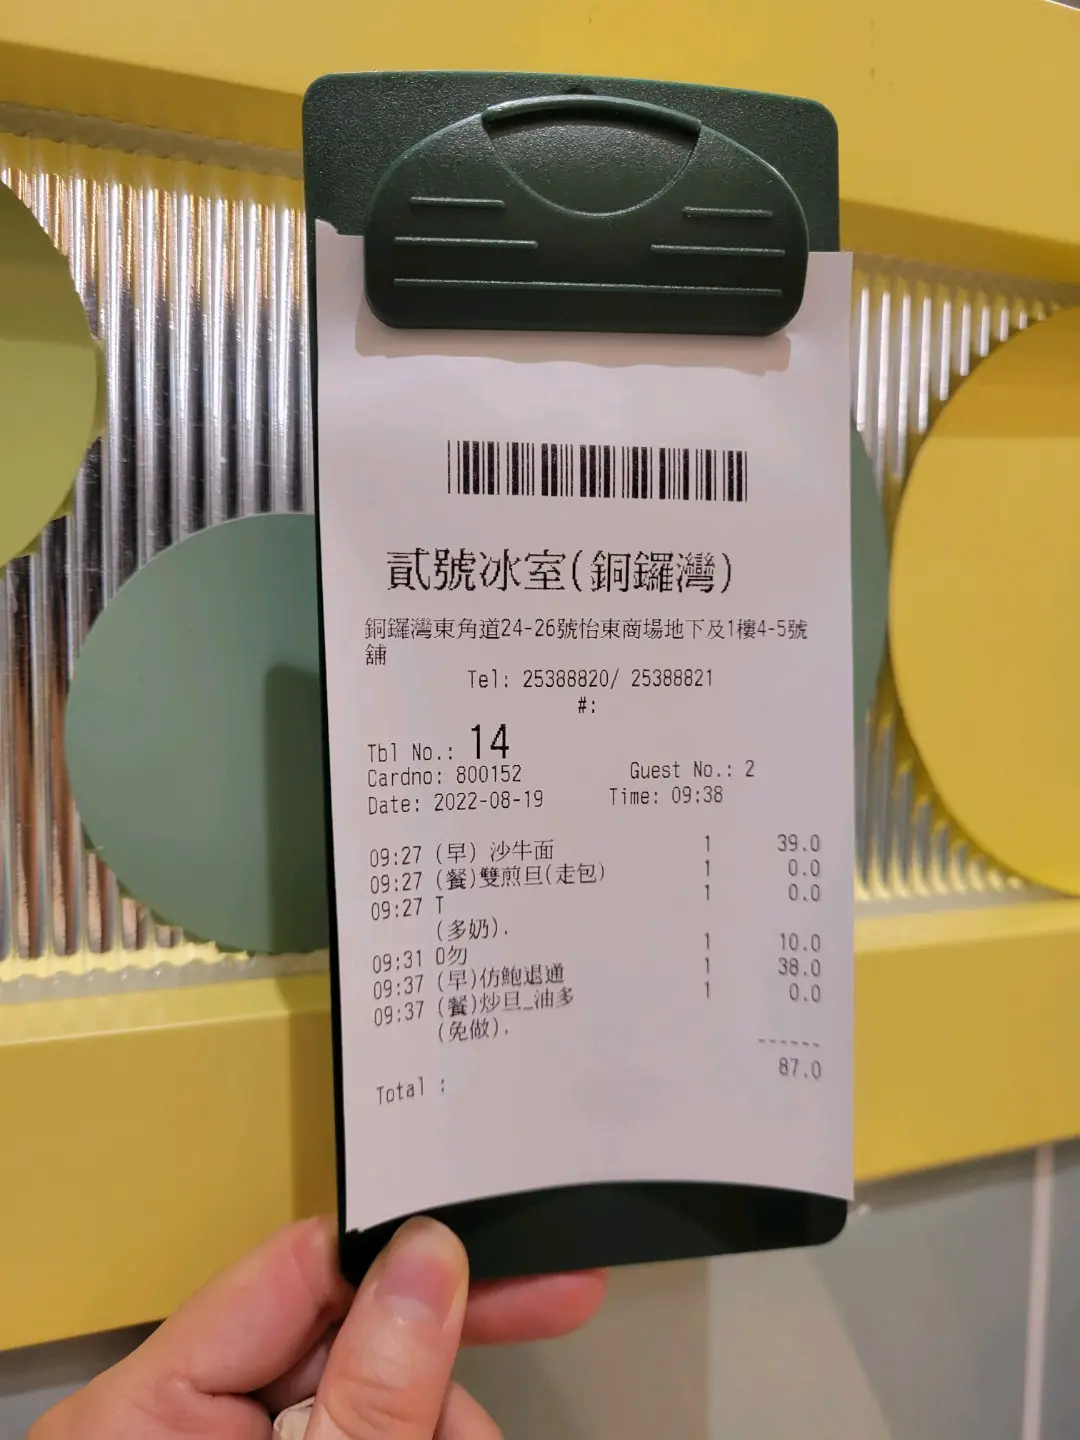 貳號冰室(銅鑼灣)
銅鑼灣東角道24-26號怡東商場地下及1樓4-5號
舖
Tel: 25388820/ 25388821
#:
Tbl No.: 14
Cardno: 800152 Guest No.: 2
Date: 2022-08-19 Time: 09:38
09:27 (早) 沙牛面 1 39.0
09:27 (餐)雙煎旦(走包) 1 0.0
09:27 T 1 0.0
(多奶).
09:31 0勿 1 10.0
09:37 (早)仿鮑退通 1 38.0
09:37 (餐)炒旦_油多 1 0.0
(免做).
------
Total : 87.0